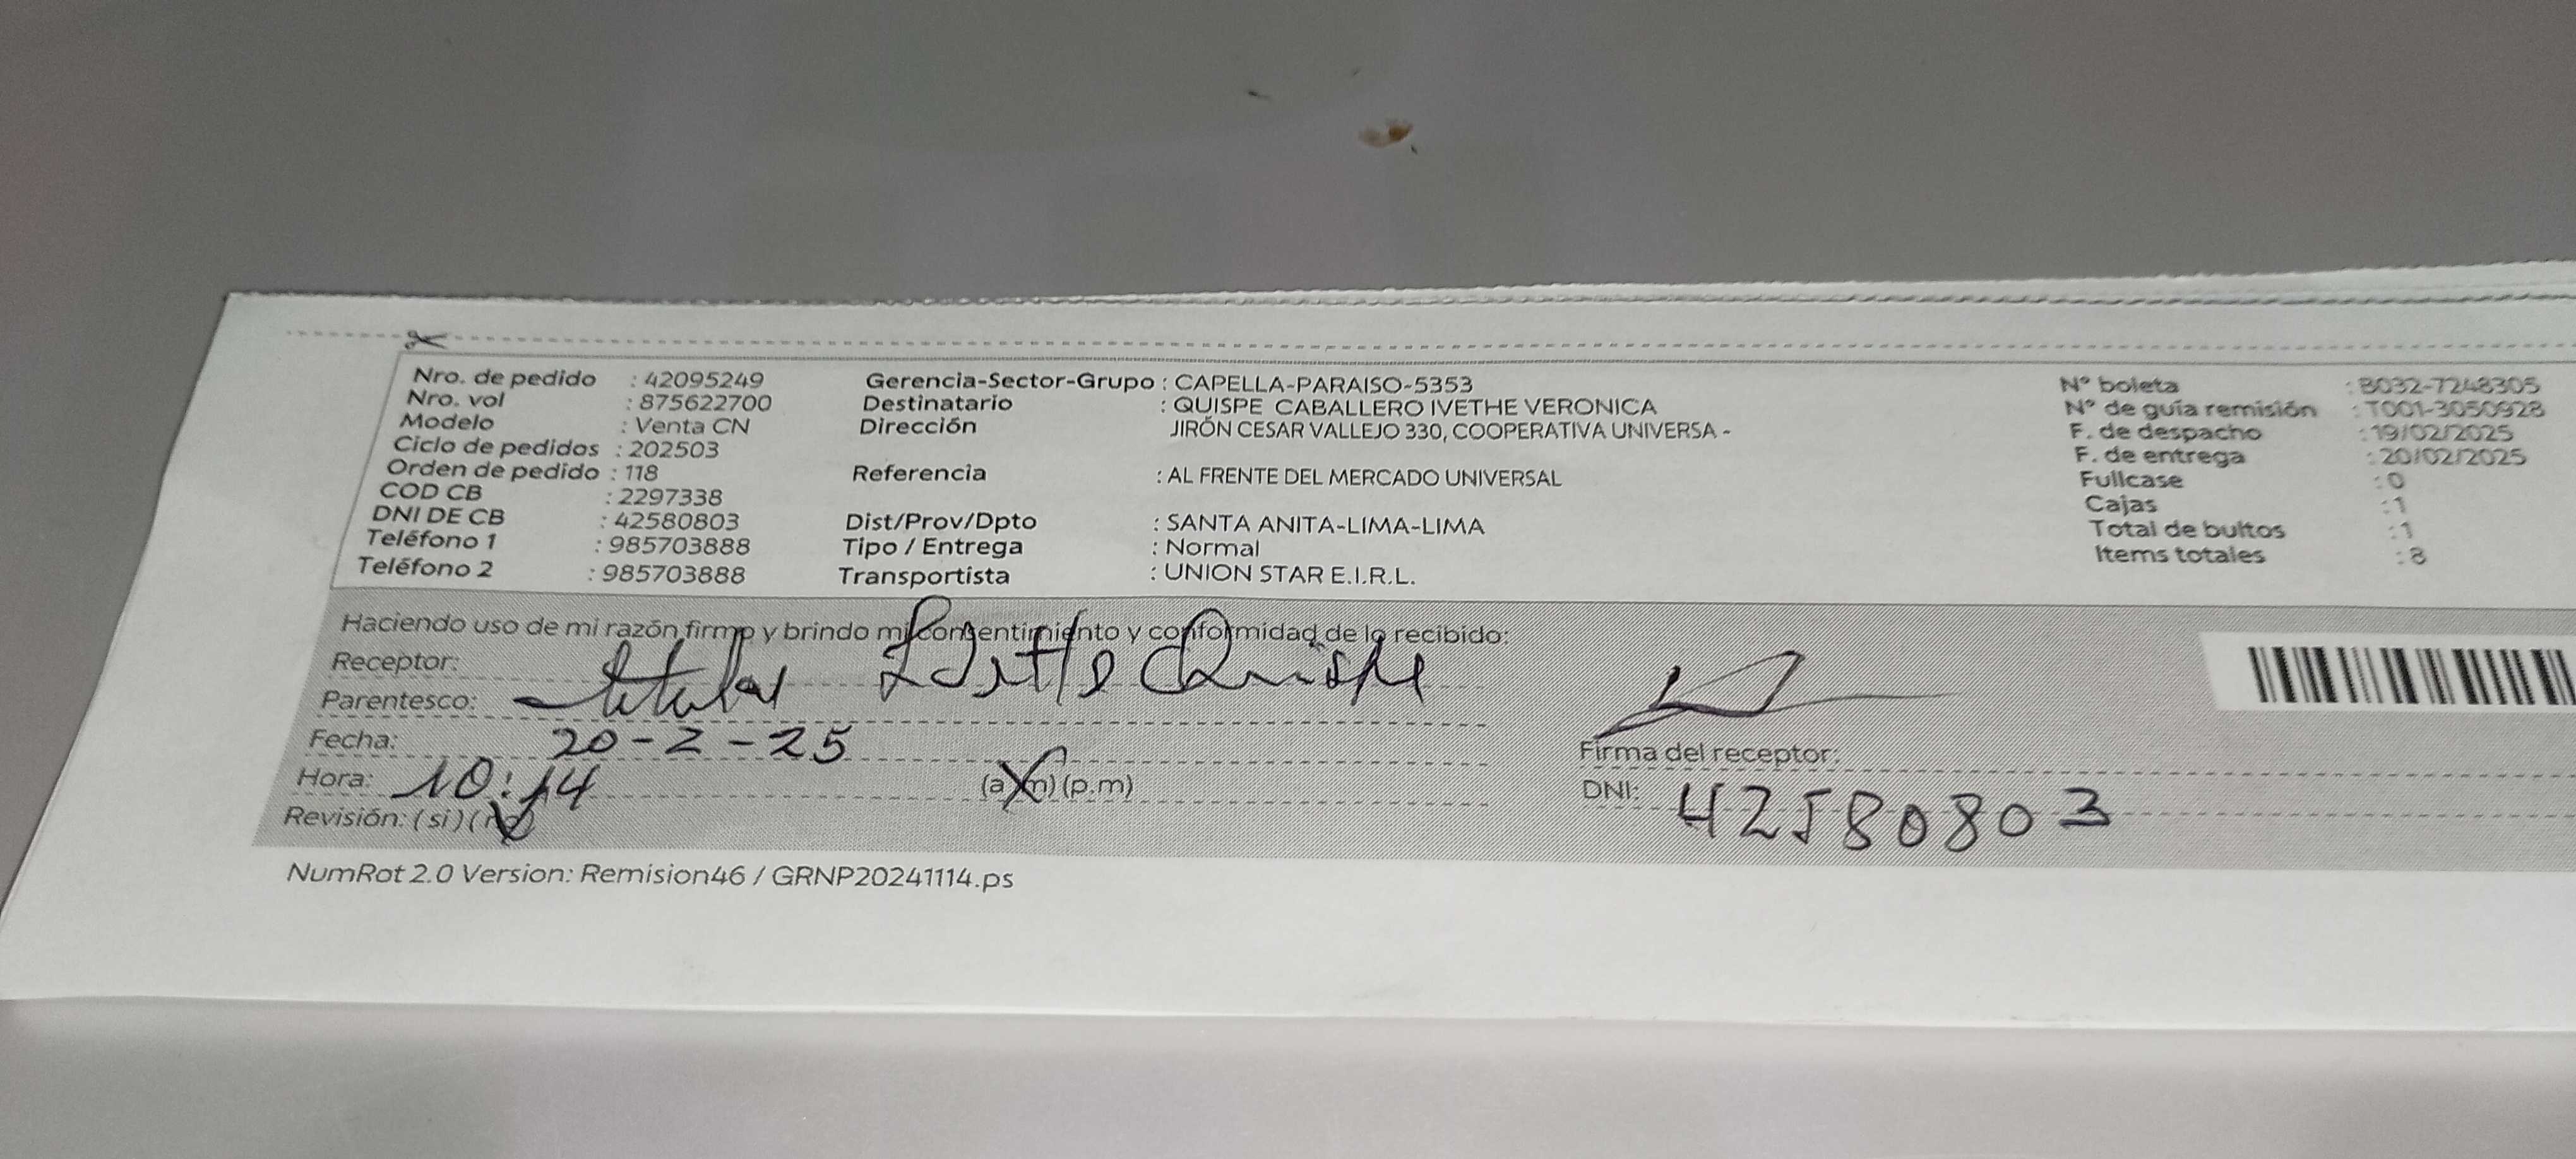 Nro. de pedido : 42095249 Gerencia-Sector-Grupo : CAPELLA-PARAISO-5353 N° boleta : B032-7248305
Nro. vol : 875622700 Destinatario : QUISPE CABALLERO IVETHE VERONICA N° de guía remisión : T001-3050928
Modelo : Venta CN Dirección JIRÓN CESAR VALLEJO 330, COOPERATIVA UNIVERSA - F. de despacho : 19/02/2025
Ciclo de pedidos : 202503 F. de entrega : 20/02/2025
Orden de pedido : 118 Referencia : AL FRENTE DEL MERCADO UNIVERSAL Fullcase : 0
COD CB : 2297338 Cajas : 1
DNI DE CB : 42580803 Dist/Prov/Dpto : SANTA ANITA-LIMA-LIMA Total de bultos : 1
Teléfono 1 : 985703888 Tipo / Entrega : Normal Items totales : 8
Teléfono 2 : 985703888 Transportista : UNION STAR E.I.R.L.
Haciendo uso de mi razón firmo y brindo mi consentimiento y conformidad de lo recibido:
Receptor: Ivethe Quispe
Parentesco: titular
Fecha: 20-2-25 Firma del receptor:
Hora: 10:14 (a.m) (p.m) DNI: 42580803
Revisión: (si) (no)
NumRot 2.0 Version: Remision46 / GRNP20241114.ps